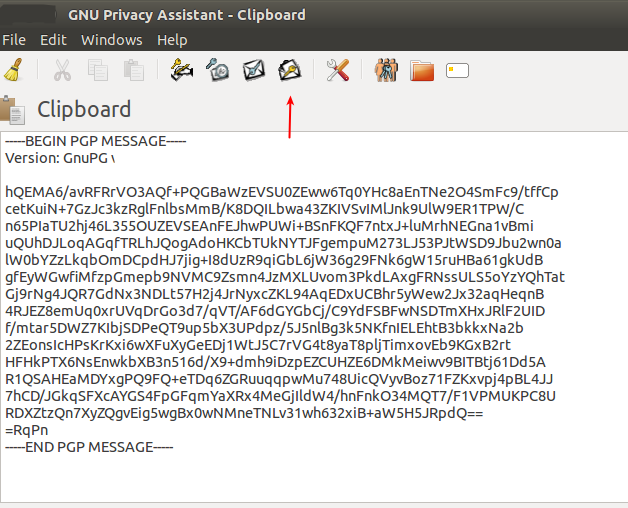 GNU Privacy Assistant - Clipboard
File Edit Windows Help
Clipboard
-----BEGIN PGP MESSAGE-----
Version: GnuPG v
hQEMA6/avRFRrVO3AQf+PQGBaWzEVSU0ZEww6Tq0YHc8aEnTNe2O4SmFc9/tffCp
cetKuiN+7GzJc3kzRglFnlbsMmB/K8DQILbwa43ZKIVSvIMlJnk9UlW9ER1TPW/C
n65PIaTU2hj46L355OUZEVSEAnFEJhwPUWi+BSnFKQF7ntxJ+luMrhNEGna1vBmi
uQUhDJLoqAGqfTRLhJQogAdoHKCbTUkNYTJFgempuM273LJ53PJtWSD9Jbu2wn0a
lW0bYZzLkqbOmDCpdHJ7jig+I8dUzR9qiGbL6jW36g29FNk6gW15ruHBa61gkUdB
gfEyWGwfiMfzpGmepb9NVMC9Zsmn4JzMXLUvom3PkdLAxgFRNssULS5oYzYQhTat
Gj9rNg4JQR7GdNx3NDLt57H2j4JrNyxcZKL94AqEDxUCBhr5yWew2Jx32aqHeqnB
4RJEZ8emUq0xrUVqDrGo3d7/qVT/AF6dGYGbCj/C9YdFSBFwNSDTmXHxJRlF2UID
f/mtar5DWZ7KIbjSDPeQT9up5bX3UPdpz/5J5nlBg3k5NKfnIELEhtB3bkkxNa2b
2ZEonsIcHPsKrKxi6wXFuXyGeEDj1WtJ5C7rVG4t8yaT8pljTimxovEb9KGxB2rt
HFHkPTX6NsEnwkbXB3n516d/X9+dmh9iDzpEZCUHZE6DMkMeiwv9BITBtj61Dd5A
R1QSAHEaMDYxgPQ9FQ+eTDq6ZGRuuqqpwMu748UicQVyvBoz71FZKxvpj4pBL4JJ
7hCD/JGkqSFXcAYGS4FpGFqmYaXRx4MeGJIldW4/hnFnkO34MQT7/F1VPMUKPC8U
RDXZtzQn7XyZQgvEig5wgBx0wNMneTNLv31wh632xiB+aW5H5JRpdQ==
=RqPn
-----END PGP MESSAGE-----